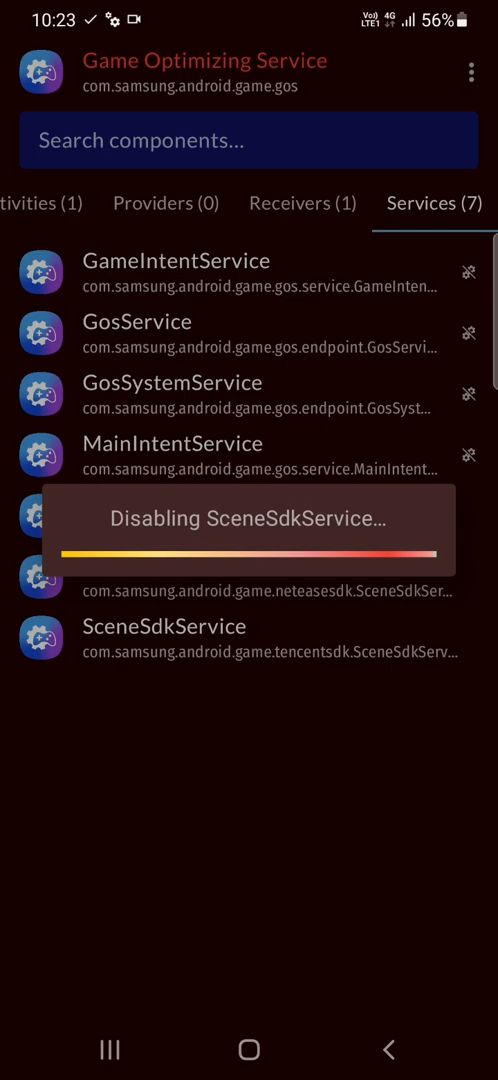 10:23
Vo)) 4G
LTE1
56%
Game Optimizing Service
com.samsung.android.game.gos
Search components...
tivities (1) Providers (0) Receivers (1) Services (7)
GameIntentService
com.samsung.android.game.gos.service.GameInten...
GosService
com.samsung.android.game.gos.endpoint.GosServi...
GosSystemService
com.samsung.android.game.gos.endpoint.GosSyst...
MainIntentService
com.samsung.android.game.gos.service.MainIntent...
Disabling SceneSdkService...
com.samsung.android.game.neteasesdk.SceneSdkSer...
SceneSdkService
com.samsung.android.game.tencentsdk.SceneSdkServ...